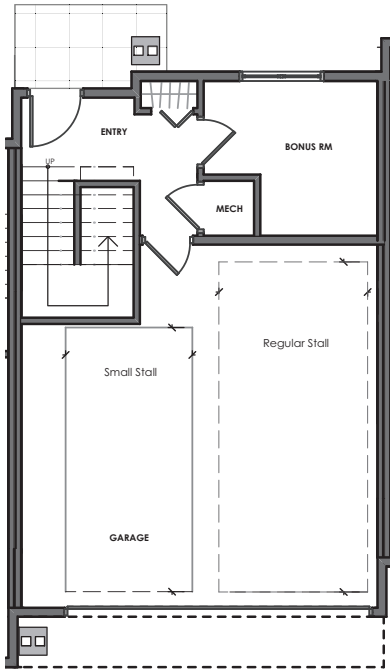 ENTRY
BONUS RM
UP
MECH
Regular Stall
Small Stall
GARAGE